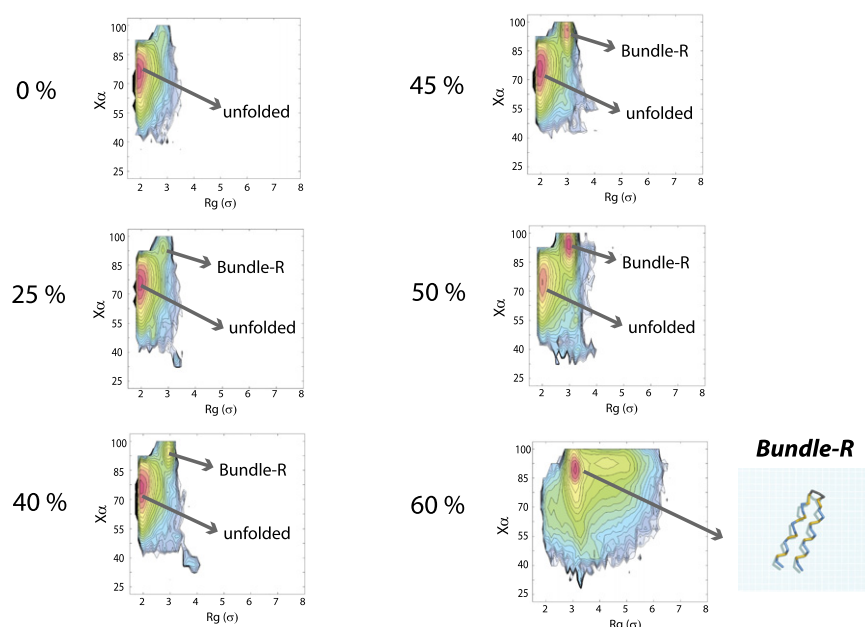 0 %
100
85
70
55
40
25
Xα
unfolded
2 3 4 5 6 7 8
Rg (σ)
45 %
100
85
70
55
40
25
Xα
Bundle-R
unfolded
2 3 4 5 6 7 8
Rg (σ)
25 %
100
85
70
55
40
25
Xα
Bundle-R
unfolded
2 3 4 5 6 7 8
Rg (σ)
50 %
100
85
70
55
40
25
Xα
Bundle-R
unfolded
2 3 4 5 6 7 8
Rg (σ)
40 %
100
85
70
55
40
25
Xα
Bundle-R
unfolded
2 3 4 5 6 7 8
Rg (σ)
60 %
100
85
70
55
40
25
Xα
2 3 4 5 6 7 8
Rg (σ)
Bundle-R